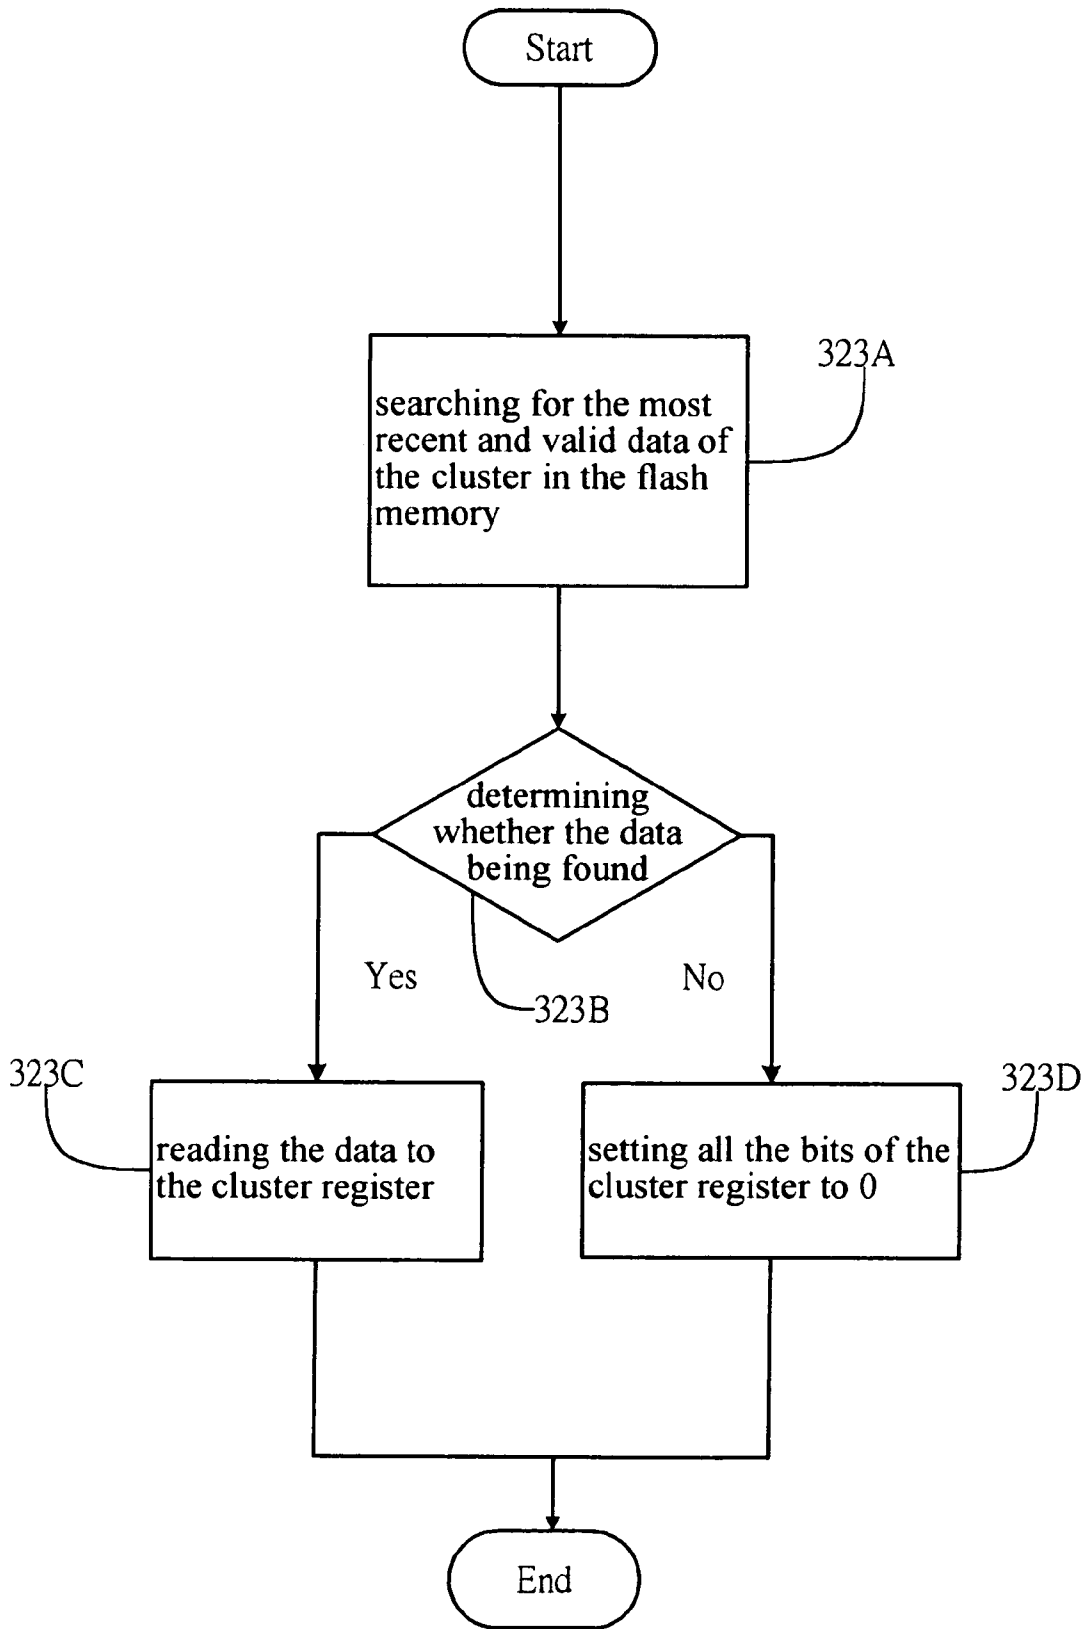 Start
323A
searching for the most
recent and valid data of
the cluster in the flash
memory
determining
whether the data
being found
Yes
No
323B
323C
323D
reading the data to
the cluster register
setting all the bits of the
cluster register to 0
End